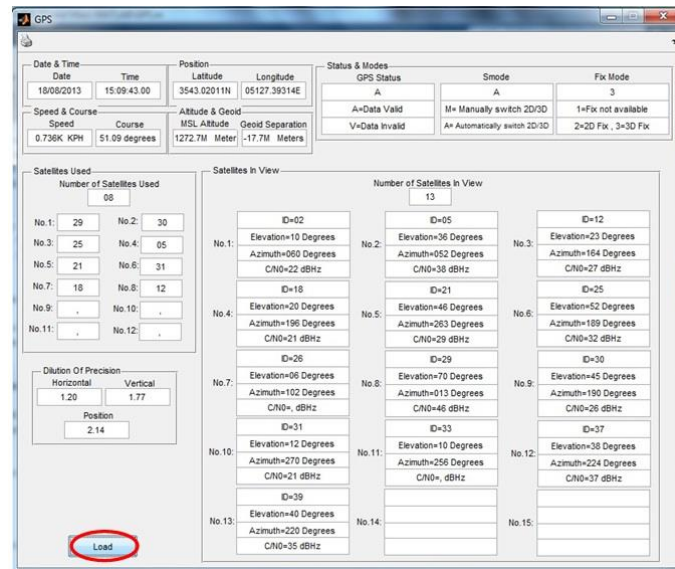 GPS
Date & Time
Date Time
18/08/2013 15:09:43.00
Position
Latitude Longitude
3543.02011N 05127.39314E
Status & Modes
GPS Status Smode Fix Mode
A A 3
A=Data Valid M= Manually switch 2D/3D 1=Fix not available
V=Data Invalid A= Automatically switch 2D/3D 2=2D Fix , 3=3D Fix
Speed & Course
Speed Course
0.736K KPH 51.09 degrees
Altitude & Geoid
MSL Altitude Geoid Separation
1272.7M Meter -17.7M Meters
Satellites Used
Number of Satellites Used
08
No.1: 29 No.2: 30
No.3: 25 No.4: 05
No.5: 21 No.6: 31
No.7: 18 No.8: 12
No.9: , No.10: ,
No.11: , No.12: ,
Dilution Of Precision
Horizontal Vertical
1.20 1.77
Position
2.14
Load
Satellites In View
Number of Satellites In View
13
No.1:
ID=02
Elevation=10 Degrees
Azimuth=060 Degrees
C/N0=22 dBHz
No.2:
ID=05
Elevation=36 Degrees
Azimuth=052 Degrees
C/N0=38 dBHz
No.3:
ID=12
Elevation=23 Degrees
Azimuth=164 Degrees
C/N0=27 dBHz
No.4:
ID=18
Elevation=20 Degrees
Azimuth=196 Degrees
C/N0=21 dBHz
No.5:
ID=21
Elevation=46 Degrees
Azimuth=263 Degrees
C/N0=29 dBHz
No.6:
ID=25
Elevation=52 Degrees
Azimuth=189 Degrees
C/N0=32 dBHz
No.7:
ID=26
Elevation=06 Degrees
Azimuth=102 Degrees
C/N0=, dBHz
No.8:
ID=29
Elevation=70 Degrees
Azimuth=013 Degrees
C/N0=46 dBHz
No.9:
ID=30
Elevation=45 Degrees
Azimuth=190 Degrees
C/N0=26 dBHz
No.10:
ID=31
Elevation=12 Degrees
Azimuth=270 Degrees
C/N0=21 dBHz
No.11:
ID=33
Elevation=10 Degrees
Azimuth=256 Degrees
C/N0=, dBHz
No.12:
ID=37
Elevation=38 Degrees
Azimuth=224 Degrees
C/N0=37 dBHz
No.13:
ID=39
Elevation=40 Degrees
Azimuth=220 Degrees
C/N0=35 dBHz
No.14:
No.15: